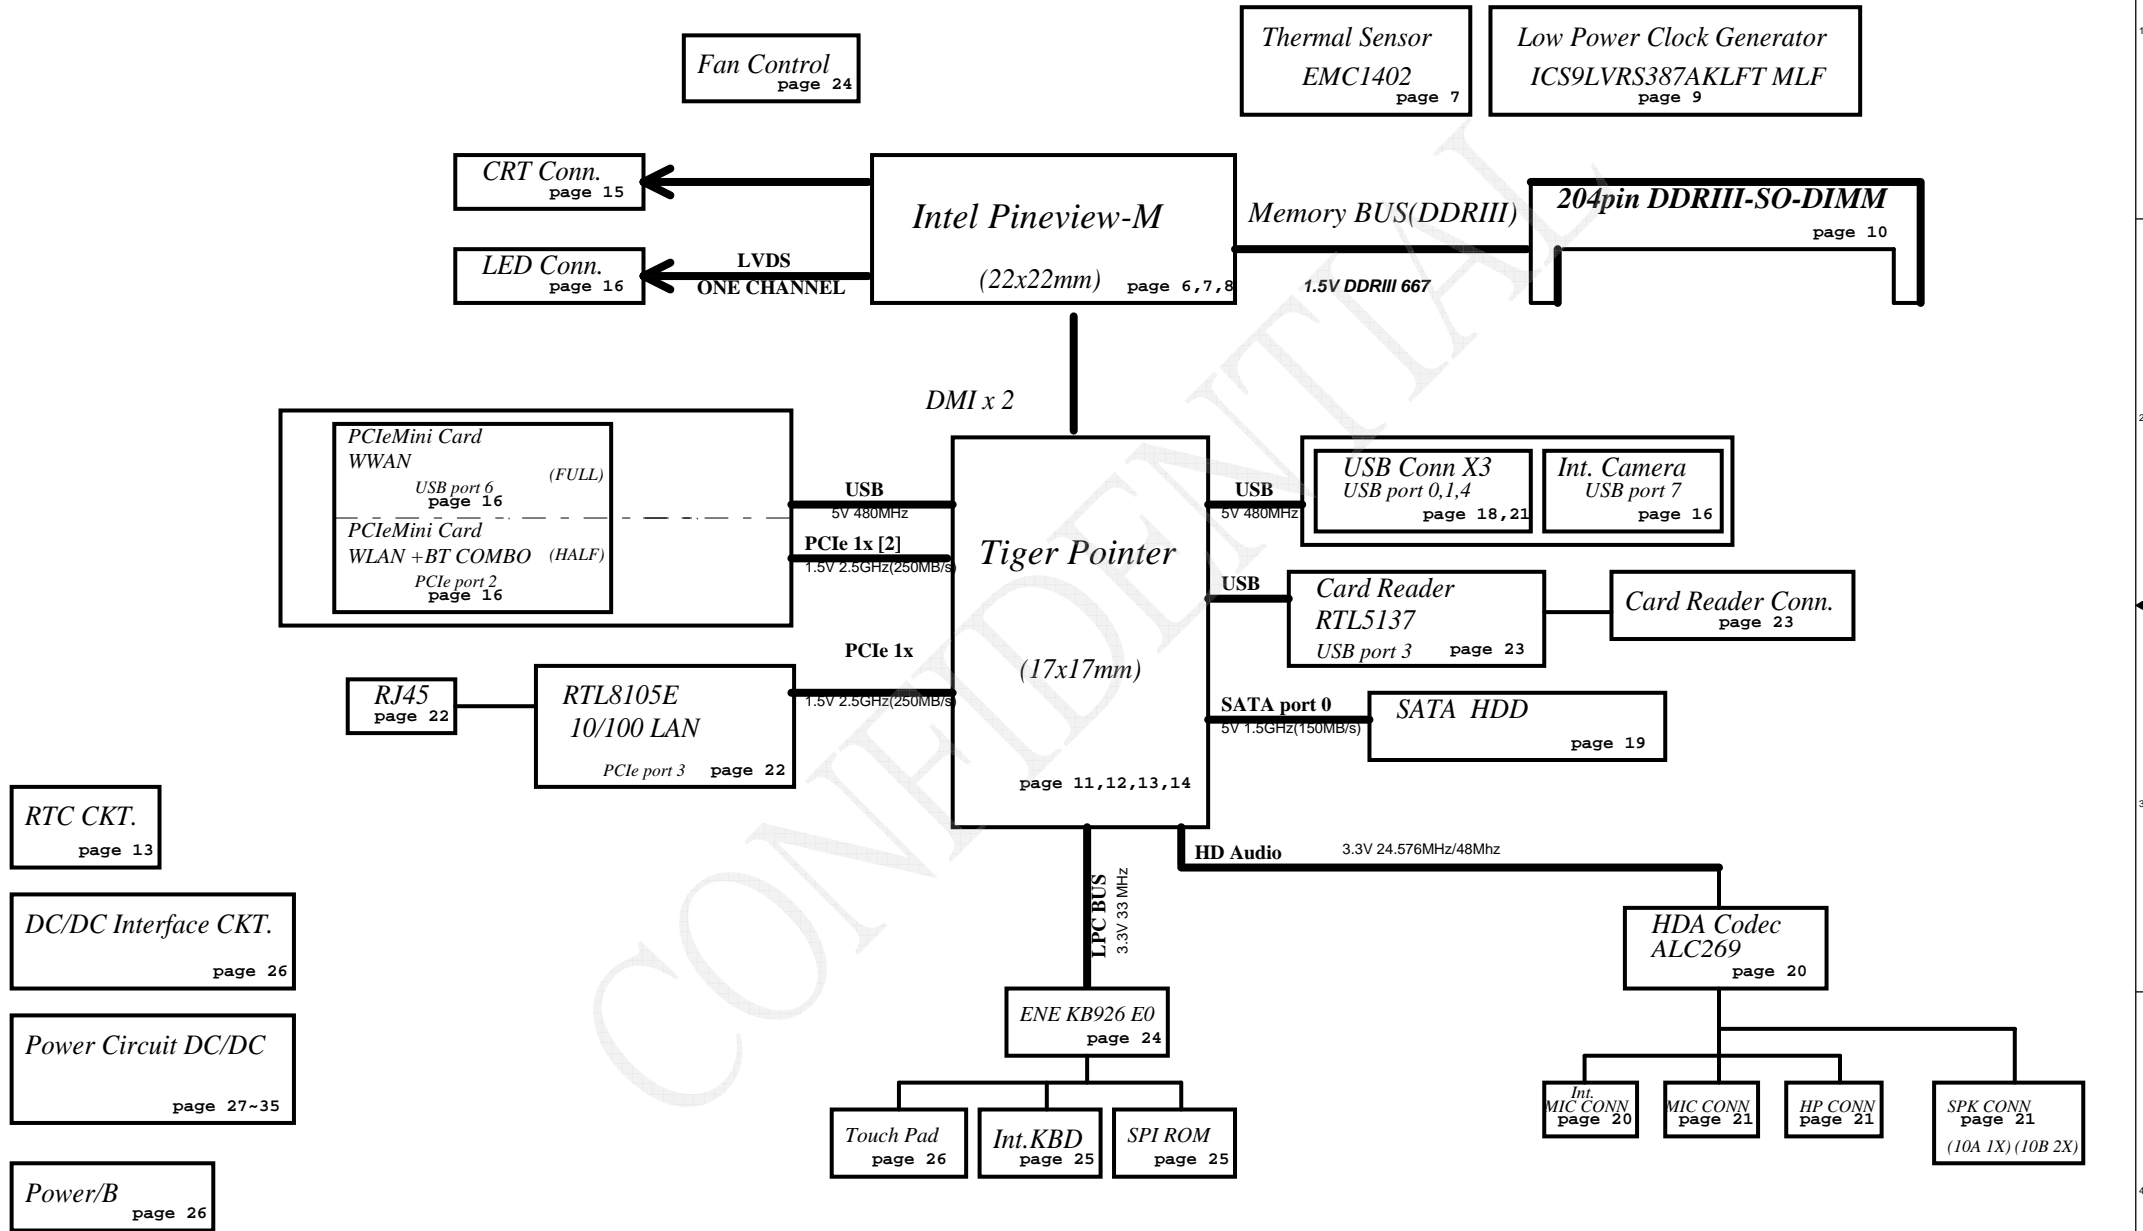 Fan Control
page 24
Thermal Sensor
EMC1402
page 7
Low Power Clock Generator
ICS9LVRS387AKLFT MLF
page 9
CRT Conn.
page 15
LED Conn.
page 16
LVDS
ONE CHANNEL
Intel Pineview-M
(22x22mm)
page 6,7,8
Memory BUS(DDRIII)
1.5V DDRIII 667
204pin DDRIII-SO-DIMM
page 10
DMI x 2
PCIeMini Card
WWAN
(FULL)
USB port 6
page 16
PCIeMini Card
WLAN +BT COMBO
(HALF)
PCIe port 2
page 16
USB
5V 480MHz
PCIe 1x [2]
1.5V 2.5GHz(250MB/s)
PCIe 1x
1.5V 2.5GHz(250MB/s)
RJ45
page 22
RTL8105E
10/100 LAN
PCIe port 3
page 22
Tiger Pointer
(17x17mm)
page 11,12,13,14
USB
5V 480MHz
USB Conn X3
USB port 0,1,4
page 18,21
Int. Camera
USB port 7
page 16
USB
Card Reader
RTL5137
USB port 3
page 23
Card Reader Conn.
page 23
SATA port 0
5V 1.5GHz(150MB/s)
SATA HDD
page 19
RTC CKT.
page 13
DC/DC Interface CKT.
page 26
Power Circuit DC/DC
page 27~35
Power/B
page 26
LPC BUS
3.3V 33 MHz
HD Audio
3.3V 24.576MHz/48Mhz
HDA Codec
ALC269
page 20
ENE KB926 E0
page 24
Touch Pad
page 26
Int.KBD
page 25
SPI ROM
page 25
Int.
MIC CONN
page 20
MIC CONN
page 21
HP CONN
page 21
SPK CONN
page 21
(10A 1X) (10B 2X)
CONFIDENTIAL
1
2
3
4